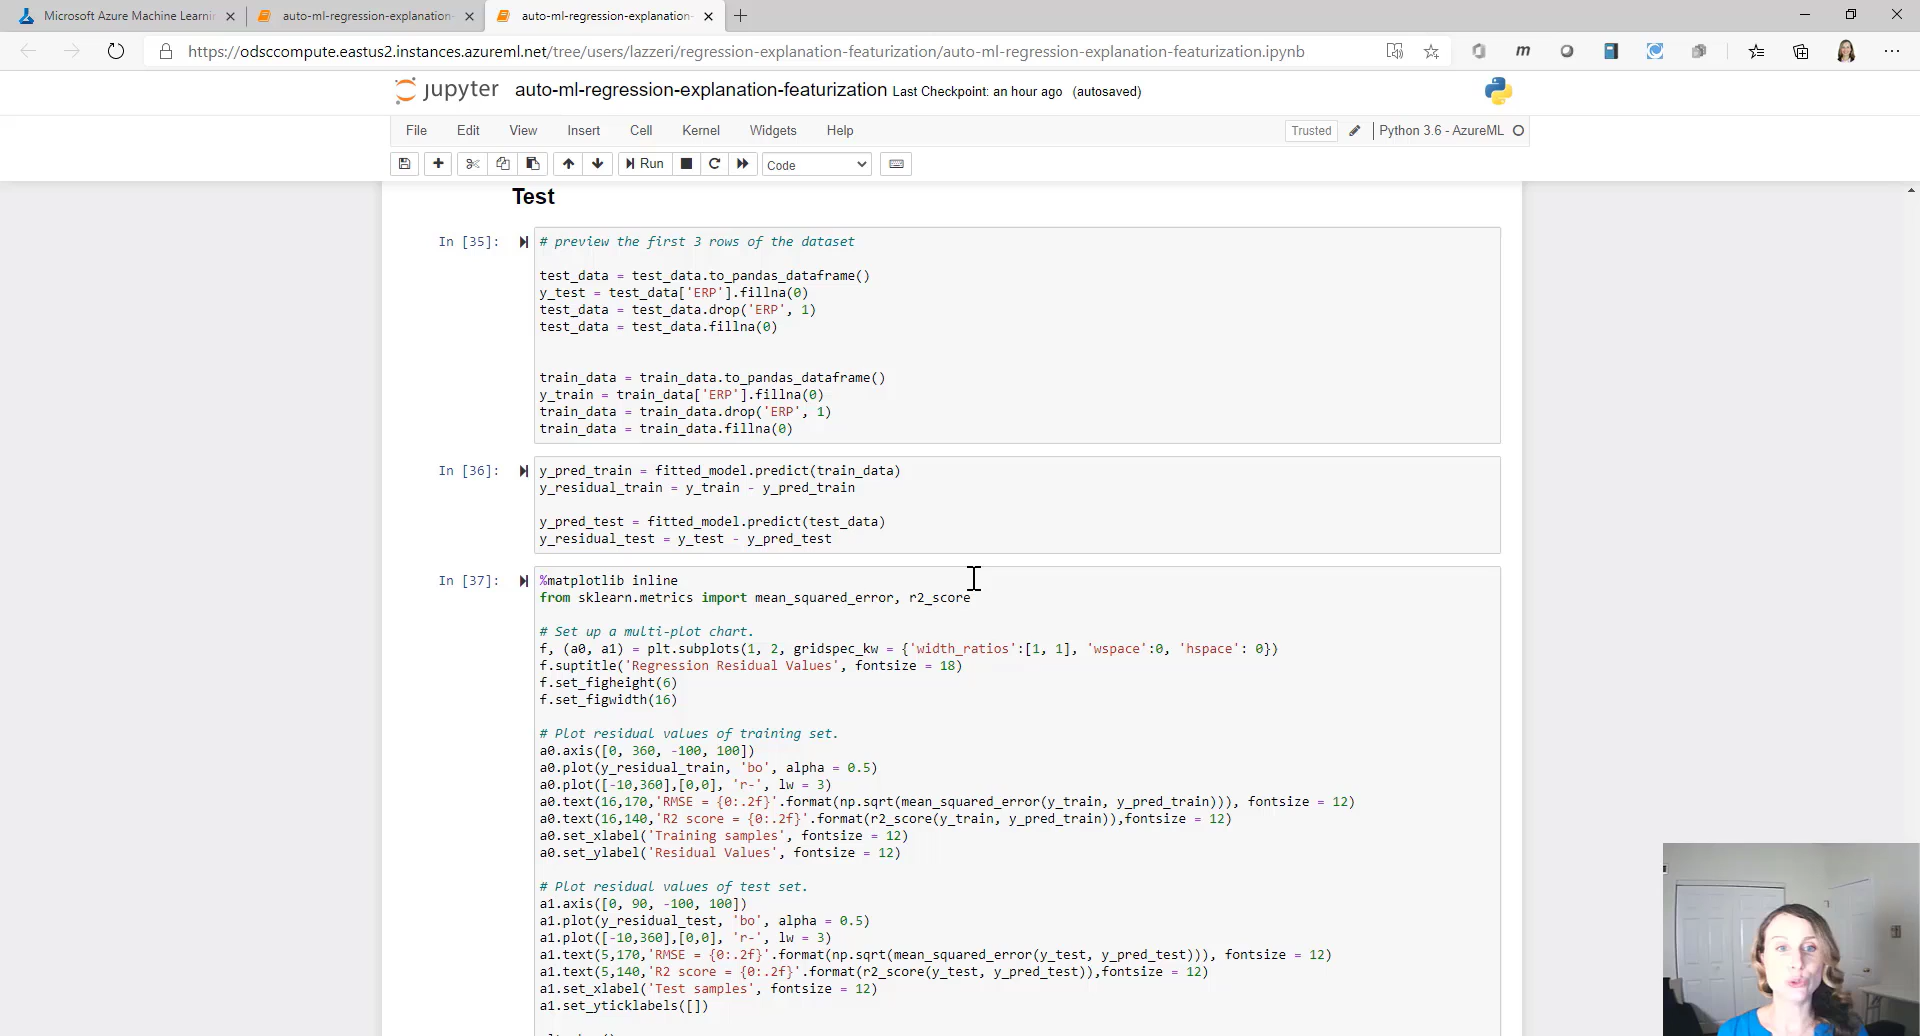 Microsoft Azure Machine Learni
auto-ml-regression-explanation-
auto-ml-regression-explanation-
https://odsccompute.eastus2.instances.azureml.net/tree/users/lazzeri/regression-explanation-featurization/auto-ml-regression-explanation-featurization.ipynb
jupyter auto-ml-regression-explanation-featurization Last Checkpoint: an hour ago (autosaved)
File Edit View Insert Cell Kernel Widgets Help Trusted Python 3.6 - AzureML
Run Code
Test
In [35]: # preview the first 3 rows of the dataset
test_data = test_data.to_pandas_dataframe()
y_test = test_data['ERP'].fillna(0)
test_data = test_data.drop('ERP', 1)
test_data = test_data.fillna(0)
train_data = train_data.to_pandas_dataframe()
y_train = train_data['ERP'].fillna(0)
train_data = train_data.drop('ERP', 1)
train_data = train_data.fillna(0)
In [36]: y_pred_train = fitted_model.predict(train_data)
y_residual_train = y_train - y_pred_train
y_pred_test = fitted_model.predict(test_data)
y_residual_test = y_test - y_pred_test
In [37]: %matplotlib inline
from sklearn.metrics import mean_squared_error, r2_score
# Set up a multi-plot chart.
f, (a0, a1) = plt.subplots(1, 2, gridspec_kw = {'width_ratios':[1, 1], 'wspace':0, 'hspace': 0})
f.suptitle('Regression Residual Values', fontsize = 18)
f.set_figheight(6)
f.set_figwidth(16)
# Plot residual values of training set.
a0.axis([0, 360, -100, 100])
a0.plot(y_residual_train, 'bo', alpha = 0.5)
a0.plot([-10,360],[0,0], 'r-', lw = 3)
a0.text(16,170,'RMSE = {0:.2f}'.format(np.sqrt(mean_squared_error(y_train, y_pred_train))), fontsize = 12)
a0.text(16,140,'R2 score = {0:.2f}'.format(r2_score(y_train, y_pred_train)),fontsize = 12)
a0.set_xlabel('Training samples', fontsize = 12)
a0.set_ylabel('Residual Values', fontsize = 12)
# Plot residual values of test set.
a1.axis([0, 90, -100, 100])
a1.plot(y_residual_test, 'bo', alpha = 0.5)
a1.plot([-10,360],[0,0], 'r-', lw = 3)
a1.text(5,170,'RMSE = {0:.2f}'.format(np.sqrt(mean_squared_error(y_test, y_pred_test))), fontsize = 12)
a1.text(5,140,'R2 score = {0:.2f}'.format(r2_score(y_test, y_pred_test)),fontsize = 12)
a1.set_xlabel('Test samples', fontsize = 12)
a1.set_yticklabels([])